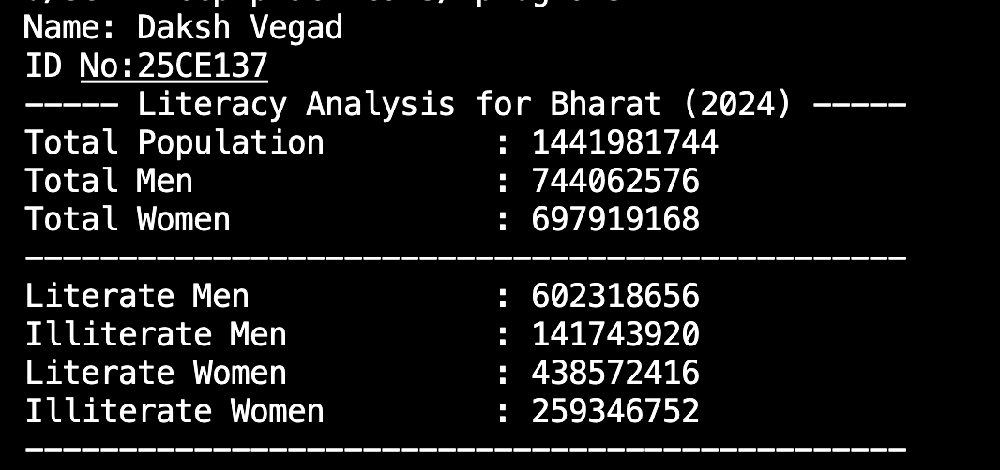 Name: Daksh Vegad
ID No:25CE137
----- Literacy Analysis for Bharat (2024) -----
Total Population : 1441981744
Total Men : 744062576
Total Women : 697919168
-----------------------------------------------
Literate Men : 602318656
Illiterate Men : 141743920
Literate Women : 438572416
Illiterate Women : 259346752
-----------------------------------------------